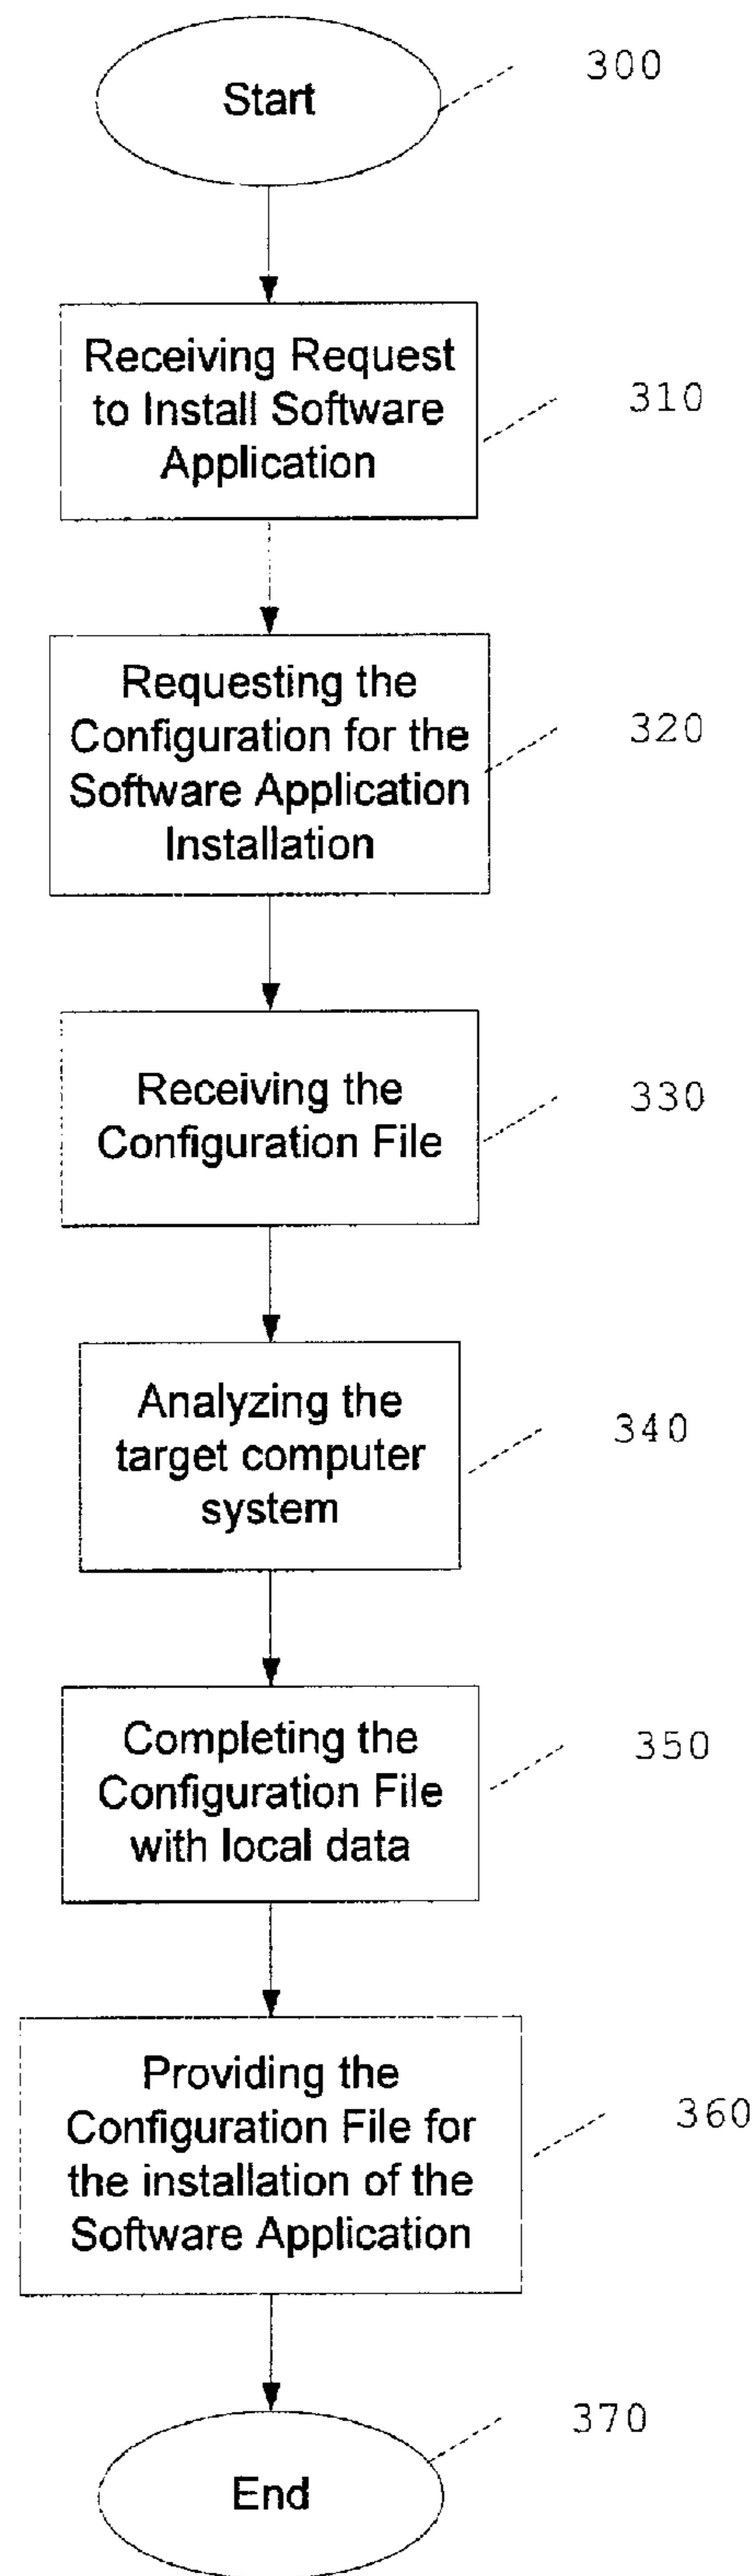 Start
300
Receiving Request
to Install Software
Application
310
Requesting the
Configuration for the
Software Application
Installation
320
Receiving the
Configuration File
330
Analyzing the
target computer
system
340
Completing the
Configuration File
with local data
350
Providing the
Configuration File for
the installation of the
Software Application
360
End
370